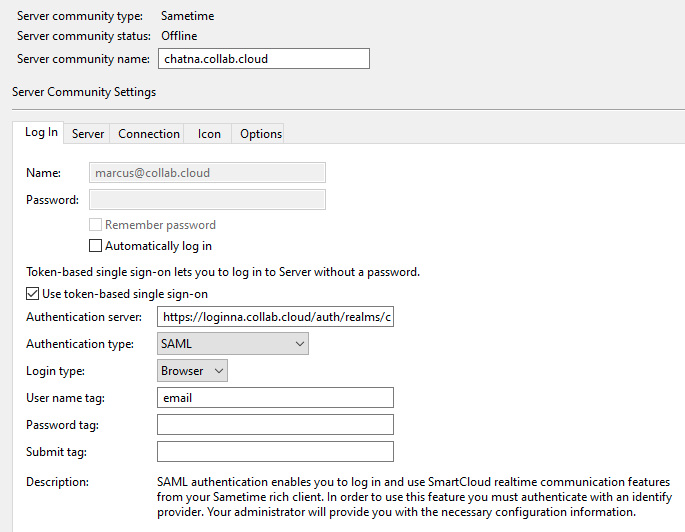 Server community type: Sametime
Server community status: Offline
Server community name: chatna.collab.cloud
Server Community Settings
Log In Server Connection Icon Options
Name: marcus@collab.cloud
Password:
Remember password
Automatically log in
Token-based single sign-on lets you to log in to Server without a password.
Use token-based single sign-on
Authentication server: https://loginna.collab.cloud/auth/realms/c
Authentication type: SAML
Login type: Browser
User name tag: email
Password tag:
Submit tag:
Description: SAML authentication enables you to log in and use SmartCloud realtime communication features
from your Sametime rich client. In order to use this feature you must authenticate with an identify
provider. Your administrator will provide you with the necessary configuration information.